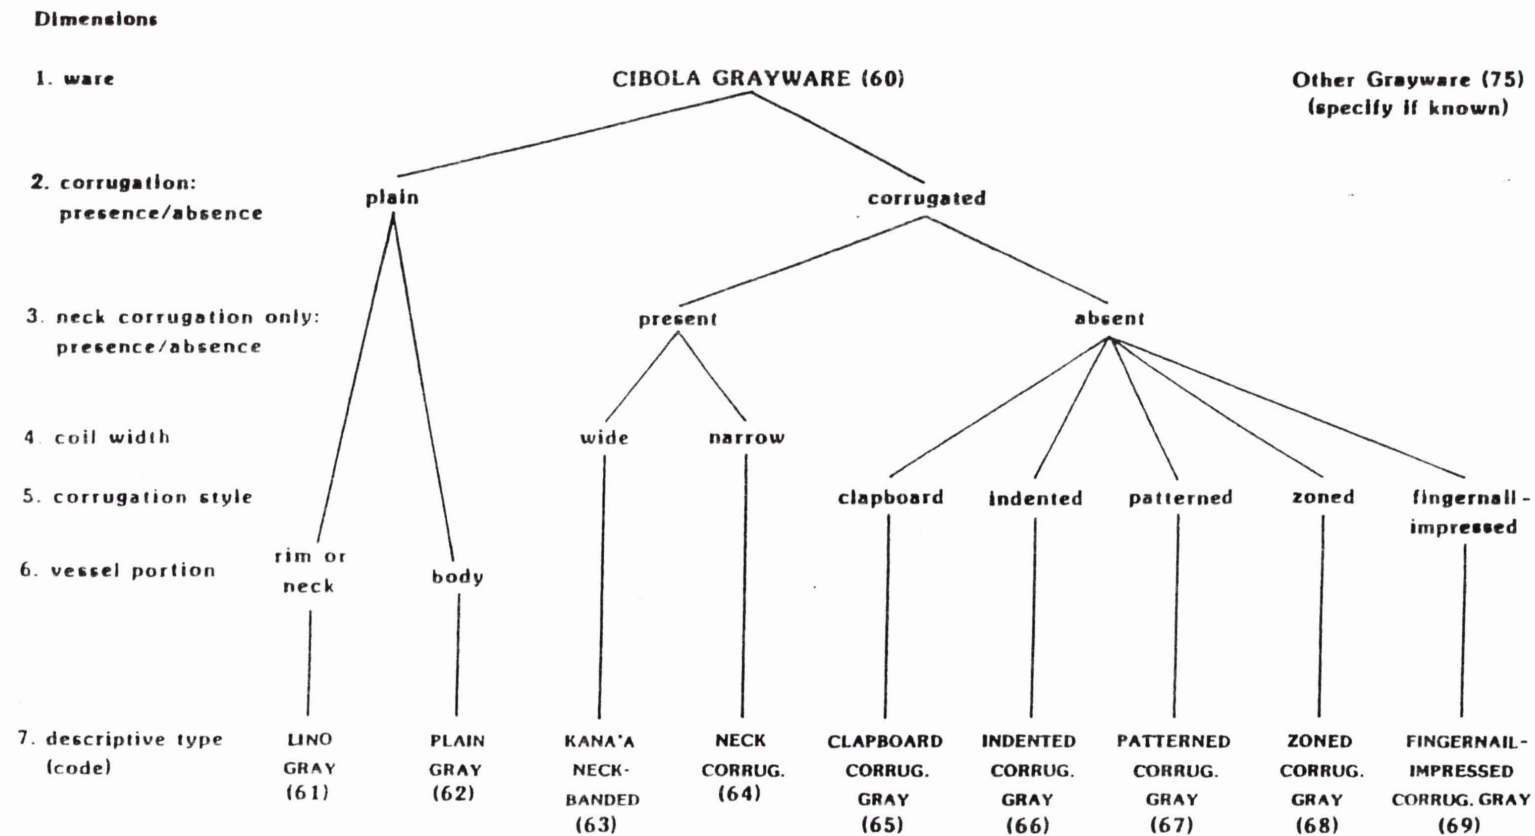 Dimensions
1. ware
CIBOLA GRAYWARE (60)
Other Grayware (75)
(specify if known)
2. corrugation:
presence/absence
plain
corrugated
3. neck corrugation only:
presence/absence
present
absent
4. coil width
wide
narrow
5. corrugation style
clapboard
indented
patterned
zoned
fingernail-
impressed
6. vessel portion
rim or
neck
body
7. descriptive type
(code)
LINO
GRAY
(61)
PLAIN
GRAY
(62)
KANA'A
NECK-
BANDED
(63)
NECK
CORRUG.
(64)
CLAPBOARD
CORRUG.
GRAY
(65)
INDENTED
CORRUG.
GRAY
(66)
PATTERNED
CORRUG.
GRAY
(67)
ZONED
CORRUG.
GRAY
(68)
FINGERNAIL-
IMPRESSED
CORRUG. GRAY
(69)